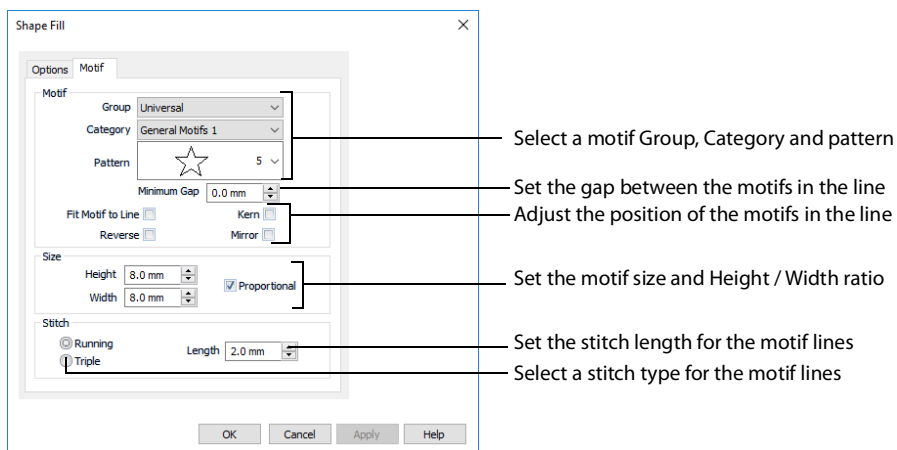 Shape Fill
Options Motif
Motif
Group Universal
Category General Motifs 1
Pattern 5
Minimum Gap 0.0 mm
Fit Motif to Line Kern
Reverse Mirror
Size
Height 8.0 mm
Width 8.0 mm
Proportional
Stitch
Running
Triple
Length 2.0 mm
OK Cancel Apply Help
Select a motif Group, Category and pattern
Set the gap between the motifs in the line
Adjust the position of the motifs in the line
Set the motif size and Height / Width ratio
Set the stitch length for the motif lines
Select a stitch type for the motif lines